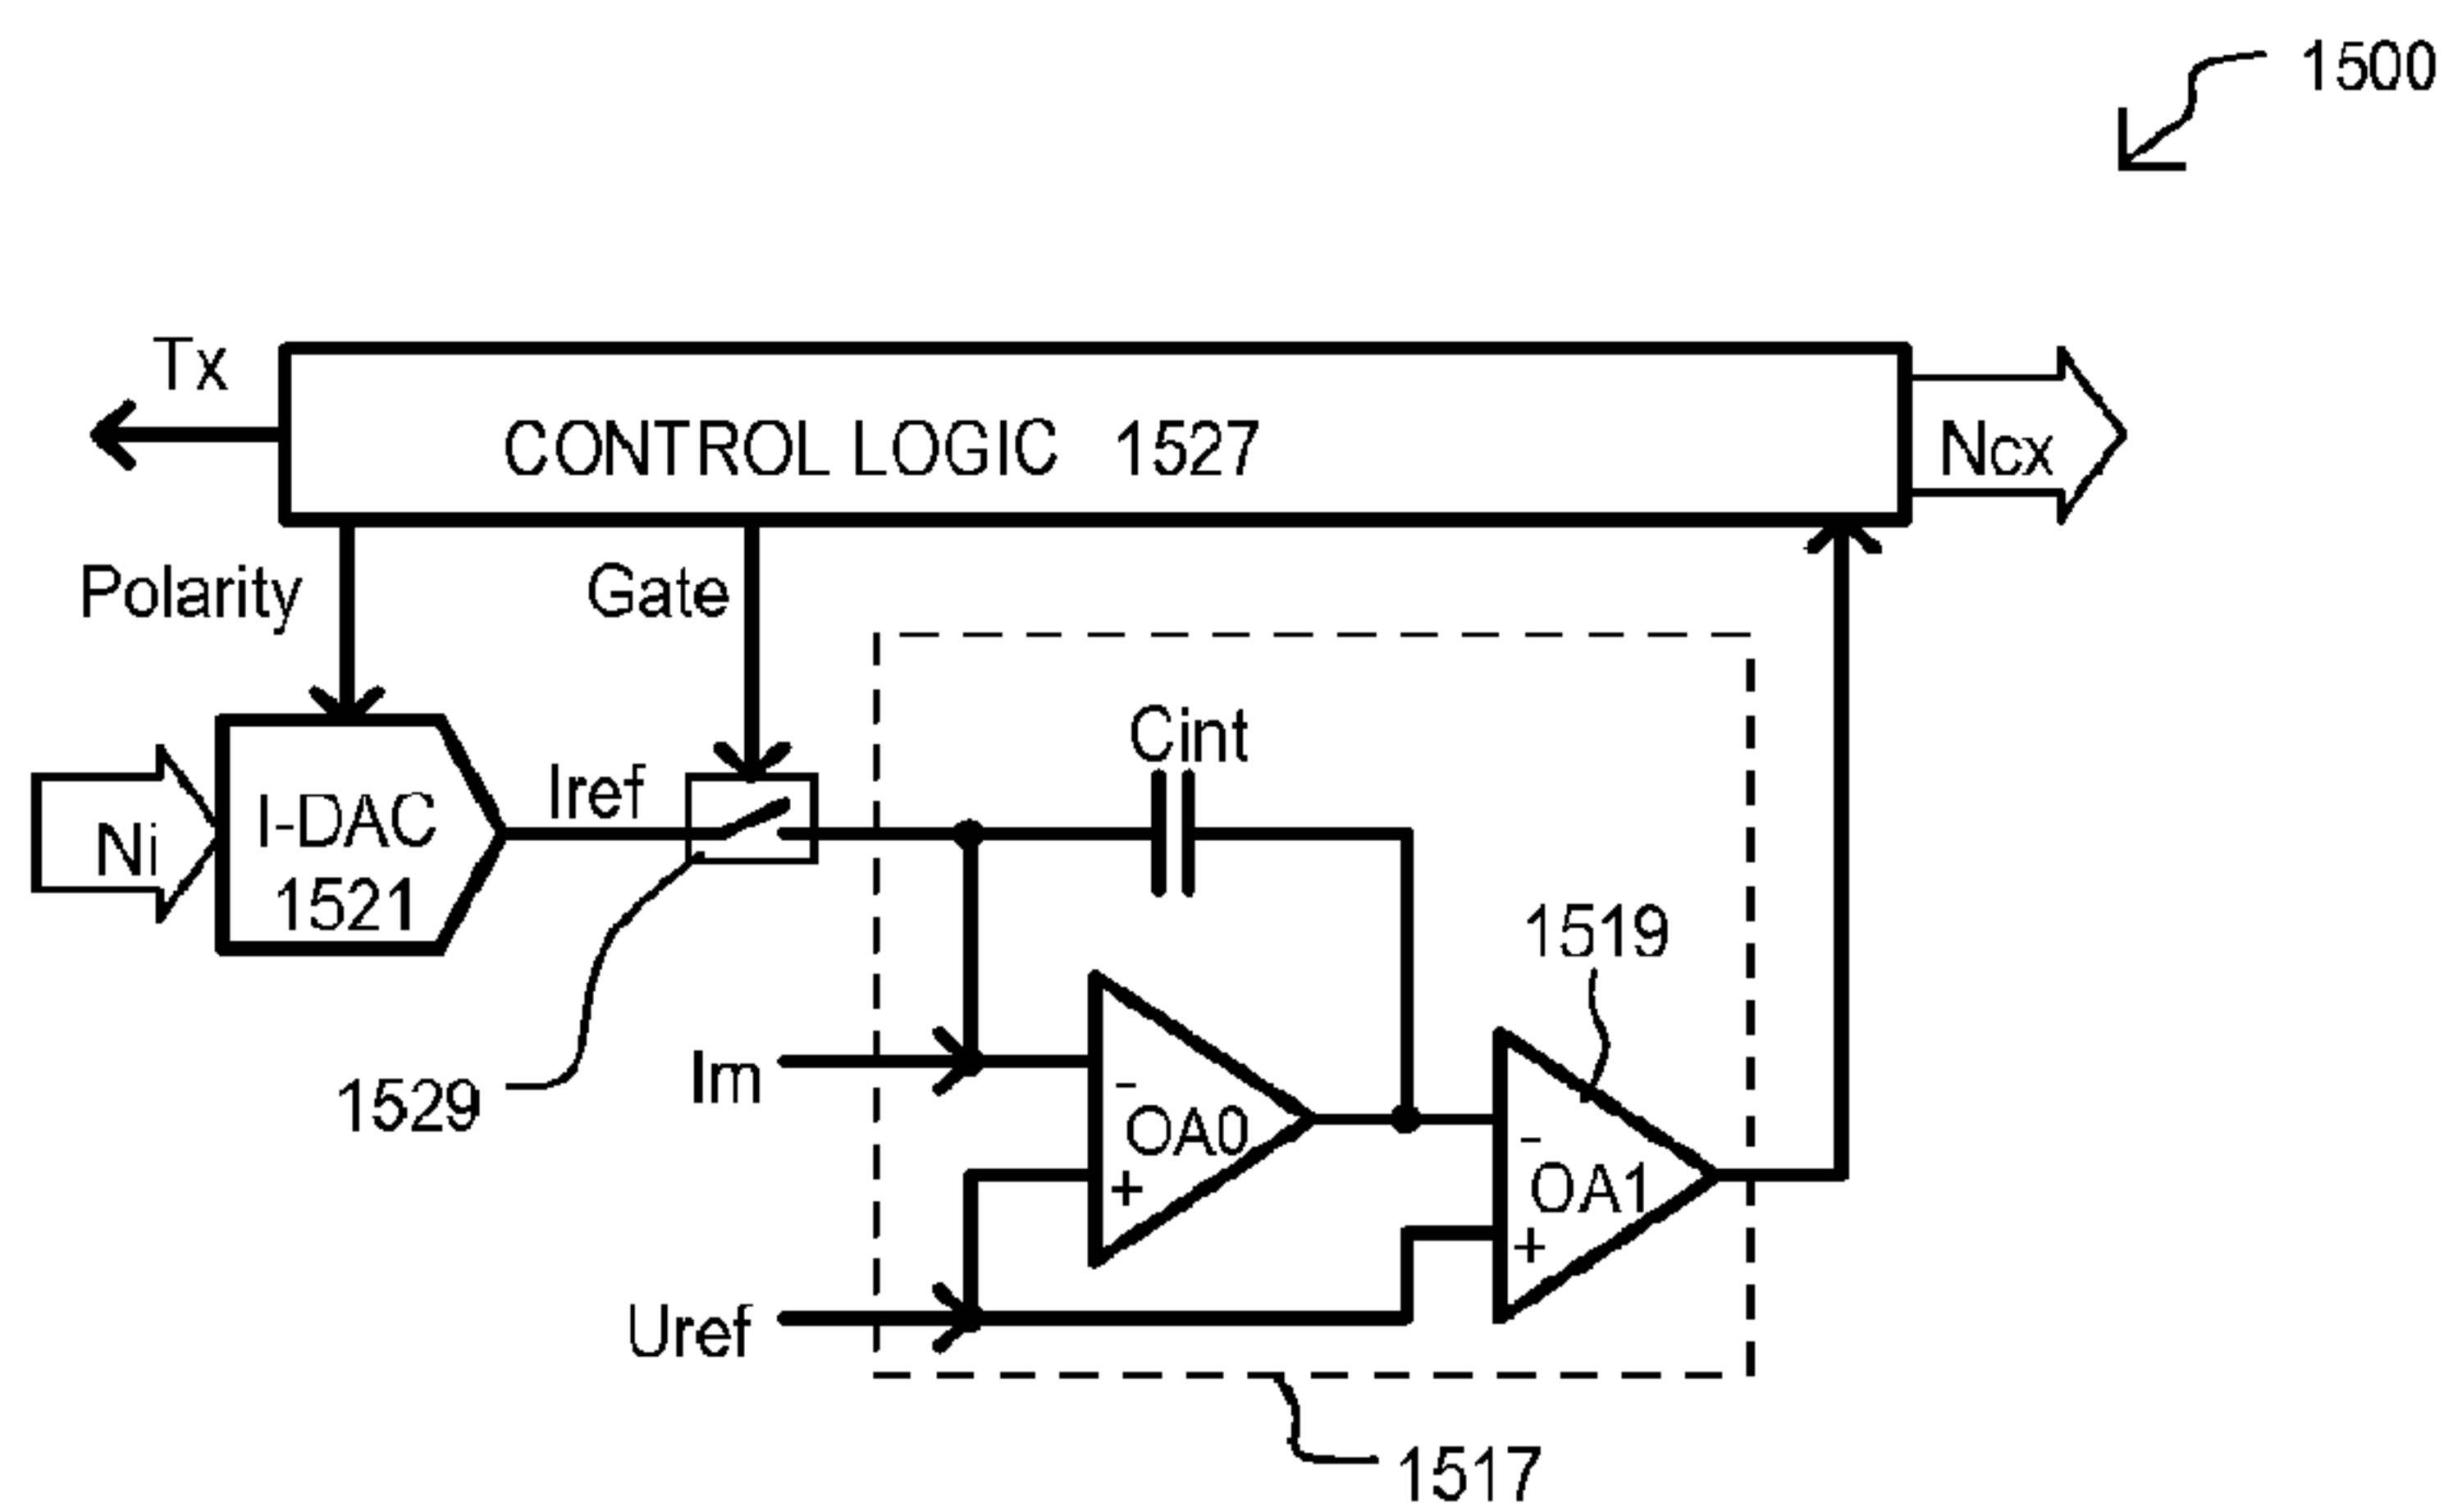 1500
Tx
CONTROL LOGIC 1527
Ncx
Polarity
Gate
Cint
Iref
I-DAC
1521
Ni
1519
Im
1529
-
OA0
+
-
OA1
+
Uref
1517